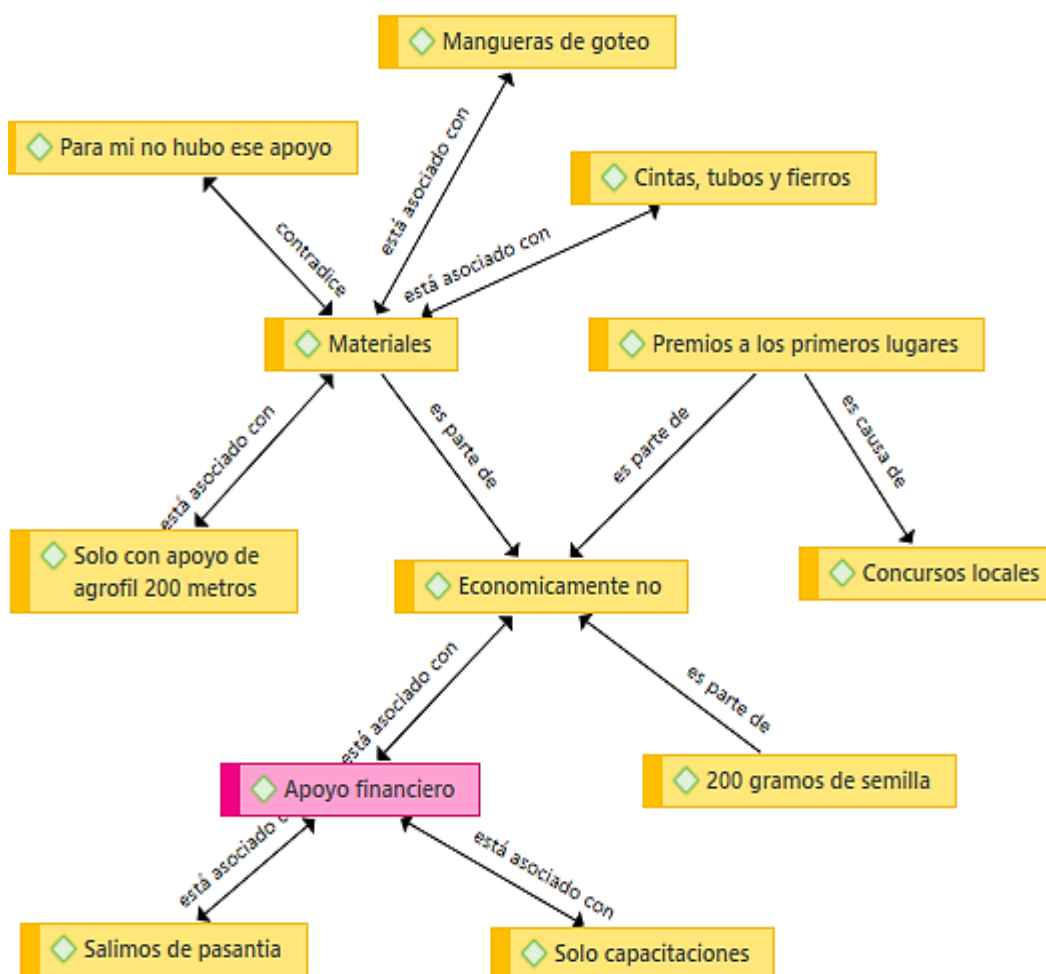 Mangueras de goteo
Para mi no hubo ese apoyo
está asociado con
Cintas, tubos y fierros
contradice
está asociado con
Materiales
Premios a los primeros lugares
está asociado con
es parte de
es parte de
es causa de
Solo con apoyo de
agrofil 200 metros
Economicamente no
Concursos locales
está asociado con
es parte de
Apoyo financiero
200 gramos de semilla
está asociado c
está asociado con
Salimos de pasantia
Solo capacitaciones